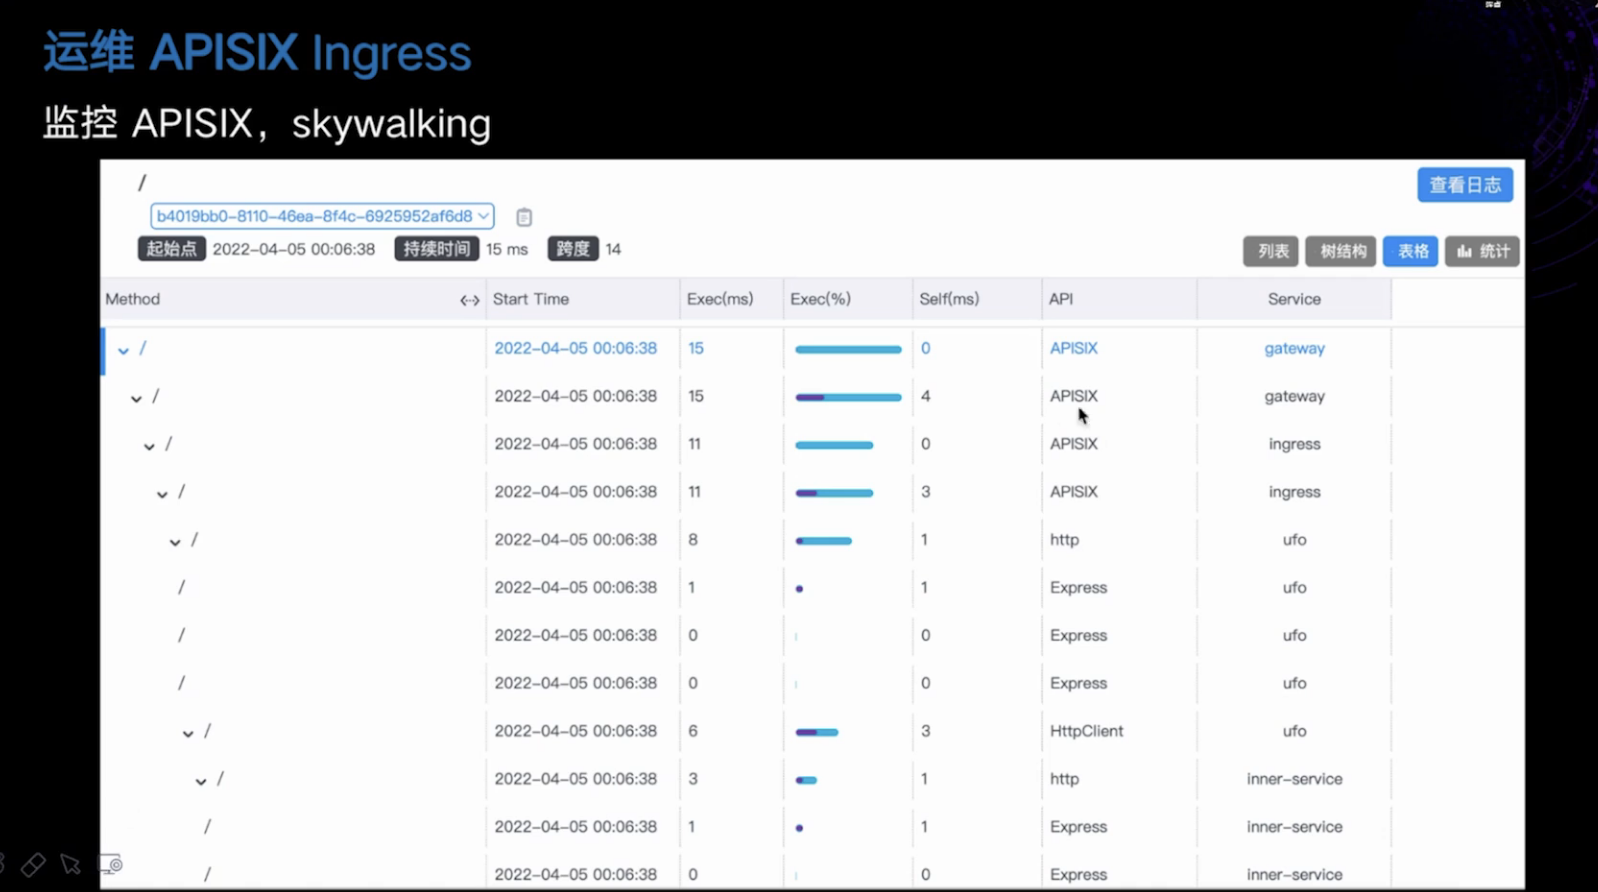 运维 APISIX Ingress
监控 APISIX，skywalking
/
查看日志
b4019bb0-8110-46ea-8f4c-6925952af6d8
起始点 2022-04-05 00:06:38 持续时间 15 ms 跨度 14
列表 树结构 表格 统计
Method Start Time Exec(ms) Exec(%) Self(ms) API Service
/ 2022-04-05 00:06:38 15 0 APISIX gateway
/ 2022-04-05 00:06:38 15 4 APISIX gateway
/ 2022-04-05 00:06:38 11 0 APISIX ingress
/ 2022-04-05 00:06:38 11 3 APISIX ingress
/ 2022-04-05 00:06:38 8 1 http ufo
/ 2022-04-05 00:06:38 1 1 Express ufo
/ 2022-04-05 00:06:38 0 0 Express ufo
/ 2022-04-05 00:06:38 0 0 Express ufo
/ 2022-04-05 00:06:38 6 3 HttpClient ufo
/ 2022-04-05 00:06:38 3 1 http inner-service
/ 2022-04-05 00:06:38 1 1 Express inner-service
/ 2022-04-05 00:06:38 0 0 Express inner-service